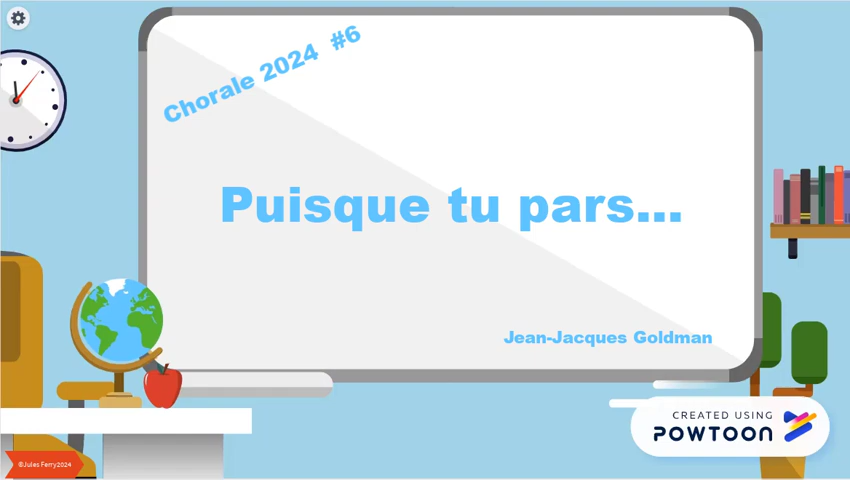 Chorale 2024 #6
Puisque tu pars...
Jean-Jacques Goldman
CREATED USING
POWTOON
©Jules Ferry2024